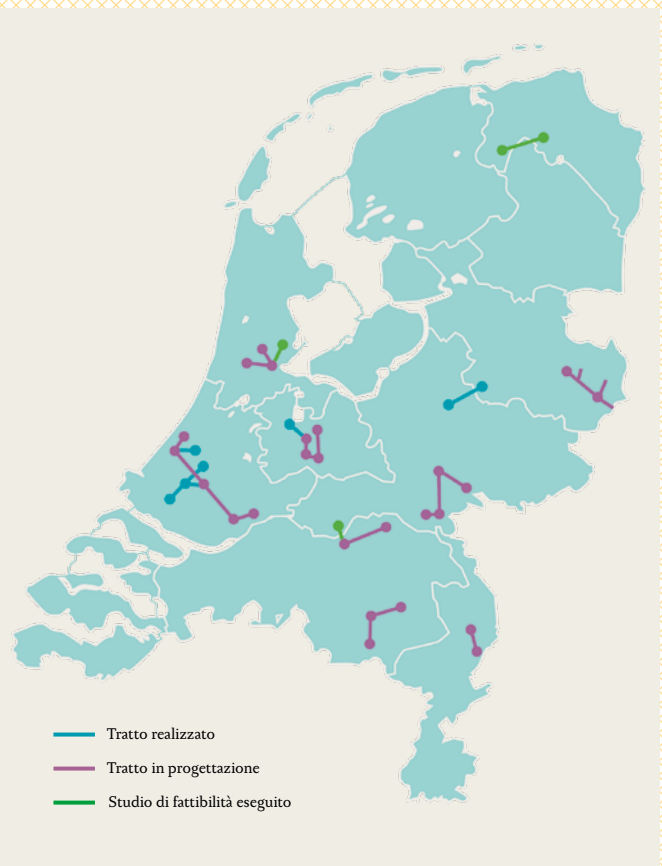 Tratto realizzato
Tratto in progettazione
Studio di fattibilità eseguito